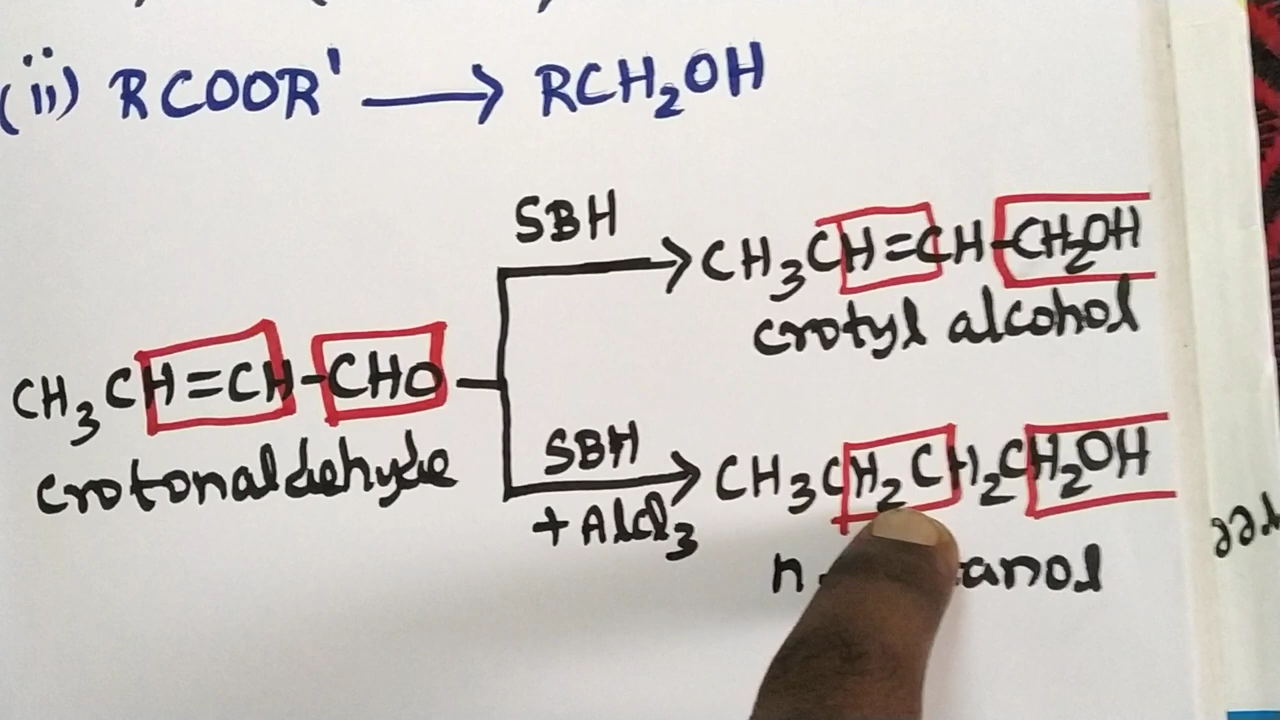 (ii) RCOOR' ⟶ RCH₂OH
SBH
CH₃CH=CH-CH₂OH
crotyl alcohol
CH₃CH=CH-CHO
crotonaldehyde
SBH
+AlCl₃
CH₃CH₂CH₂CH₂OH
n-
anol